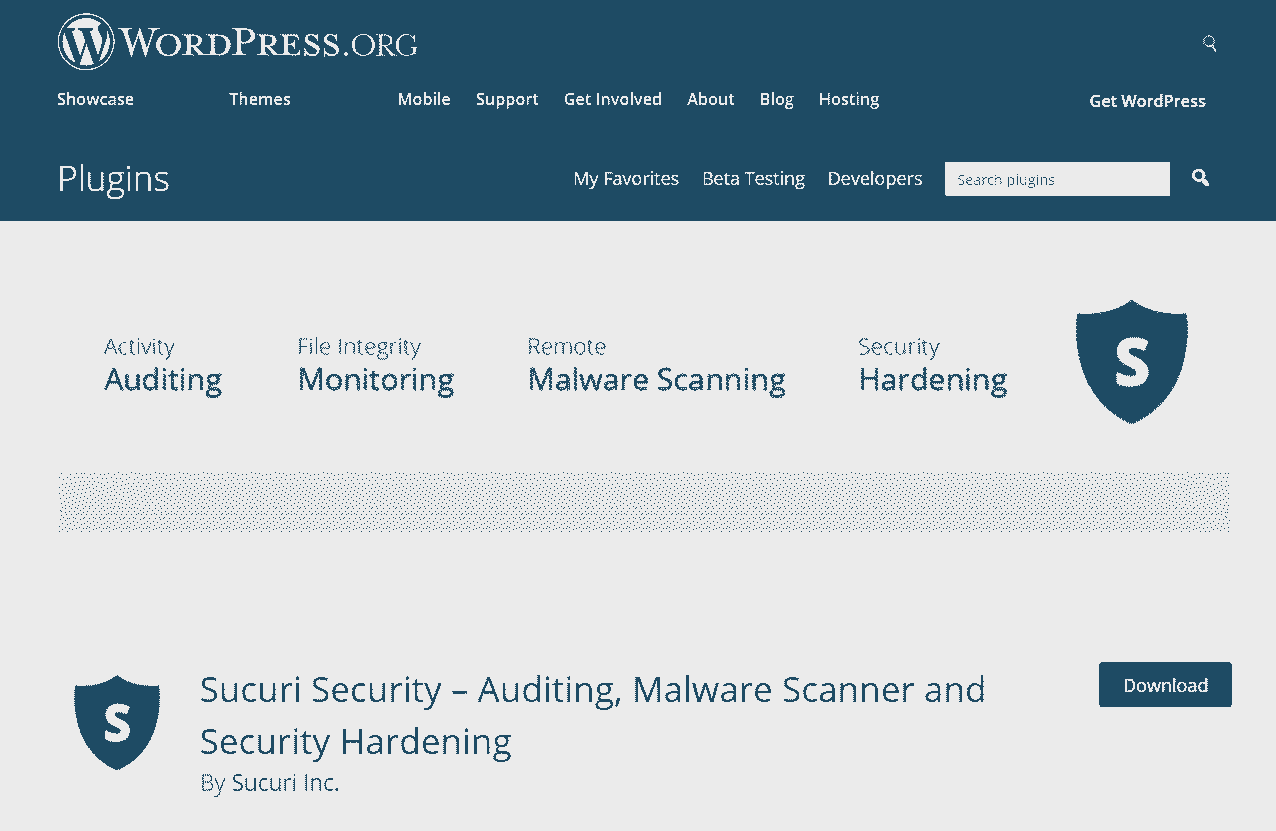 WORDPRESS.ORG
Showcase Themes Mobile Support Get Involved About Blog Hosting Get WordPress
Plugins My Favorites Beta Testing Developers Search plugins
Activity File Integrity Remote Security
Auditing Monitoring Malware Scanning Hardening
S
S
Sucuri Security – Auditing, Malware Scanner and
Security Hardening
By Sucuri Inc.
Download